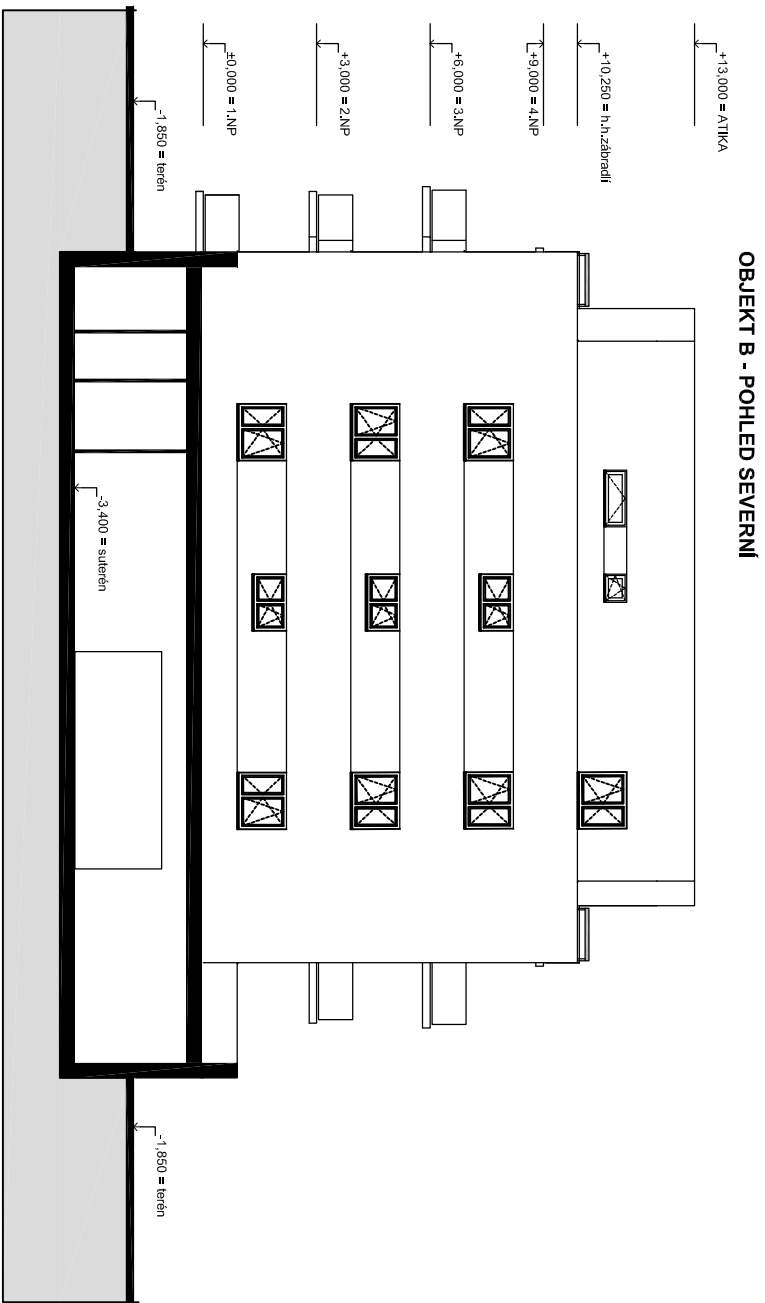 OBJEKT B - POHLED SEVERNÍ
+13,000 = ATIKA
+10,250 = h.h.zábradlí
+9,000 = 4.NP
+6,000 = 3.NP
+3,000 = 2.NP
±0,000 = 1.NP
-1,850 = terén
-3,400 = suterén
-1,850 = terén